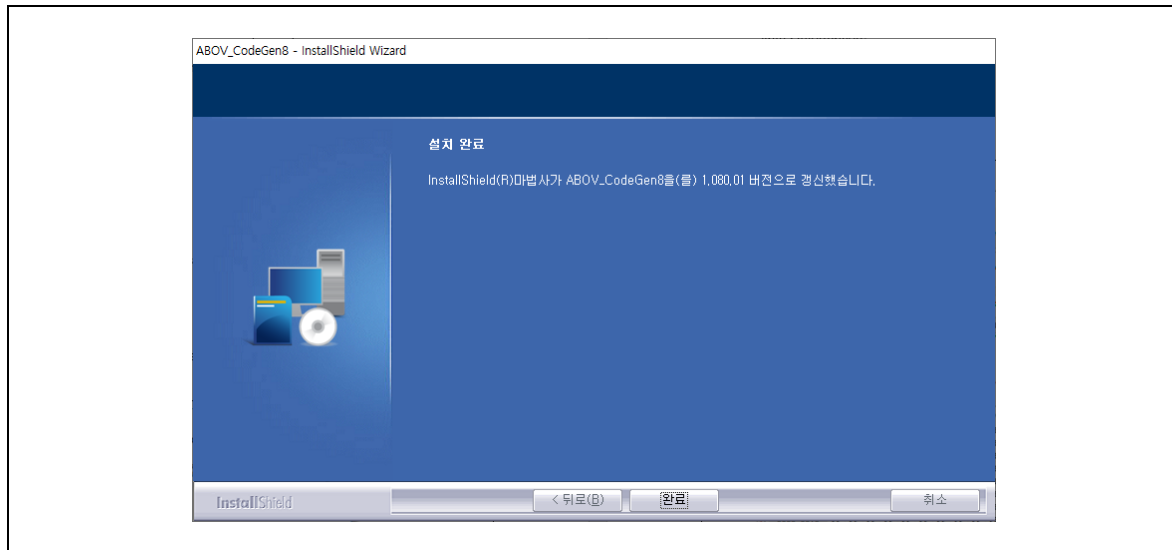 ABOV_CodeGen8 - InstallShield Wizard
설치 완료
InstallShield(R)마법사가 ABOV_CodeGen8을(를) 1,080,01 버전으로 갱신했습니다.
InstallShield
< 뒤로(B)
완료
취소